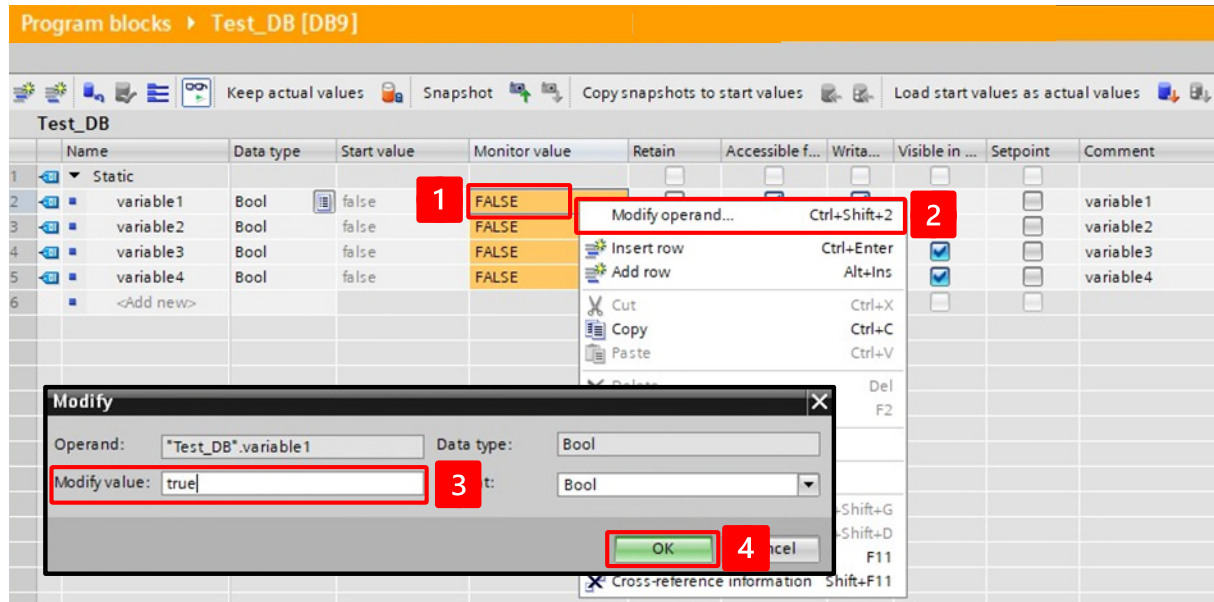 Program blocks ▸ Test_DB [DB9]
Keep actual values Snapshot Copy snapshots to start values Load start values as actual values
Test_DB
Name Data type Start value Monitor value Retain Accessible f... Writa... Visible in ... Setpoint Comment
1 Static
2 variable1 Bool false 1 FALSE variable1
Modify operand... Ctrl+Shift+2 2
3 variable2 Bool false FALSE variable2
4 variable3 Bool false FALSE variable3
Insert row Ctrl+Enter
5 variable4 Bool false FALSE variable4
Add row Alt+Ins
6 <Add new>
Cut Ctrl+X
Copy Ctrl+C
Paste Ctrl+V
Delete Del
F2
Modify
Operand: "Test_DB".variable1 Data type: Bool
Modify value: true 3 t: Bool
+Shift+G
+Shift+D
OK 4 ncel
F11
Cross-reference information Shift+F11